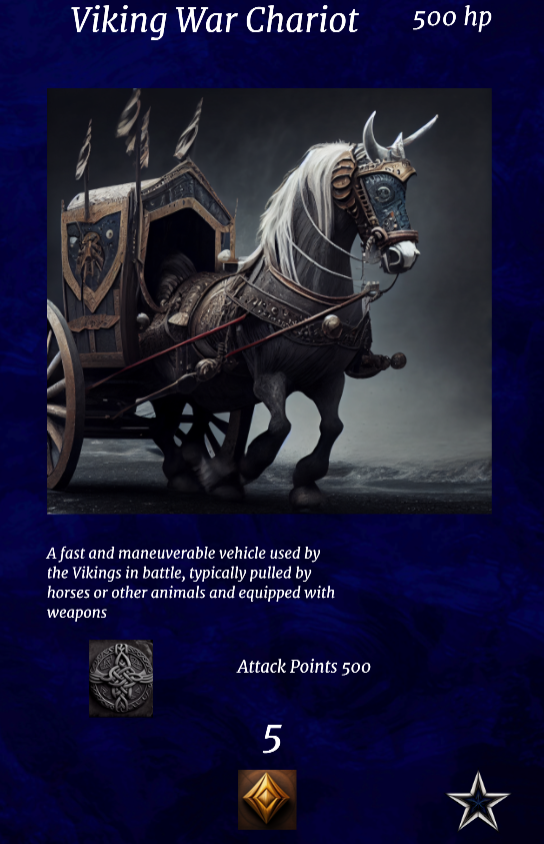 Viking War Chariot
500 hp
A fast and maneuverable vehicle used by
the Vikings in battle, typically pulled by
horses or other animals and equipped with
weapons
Attack Points 500
5